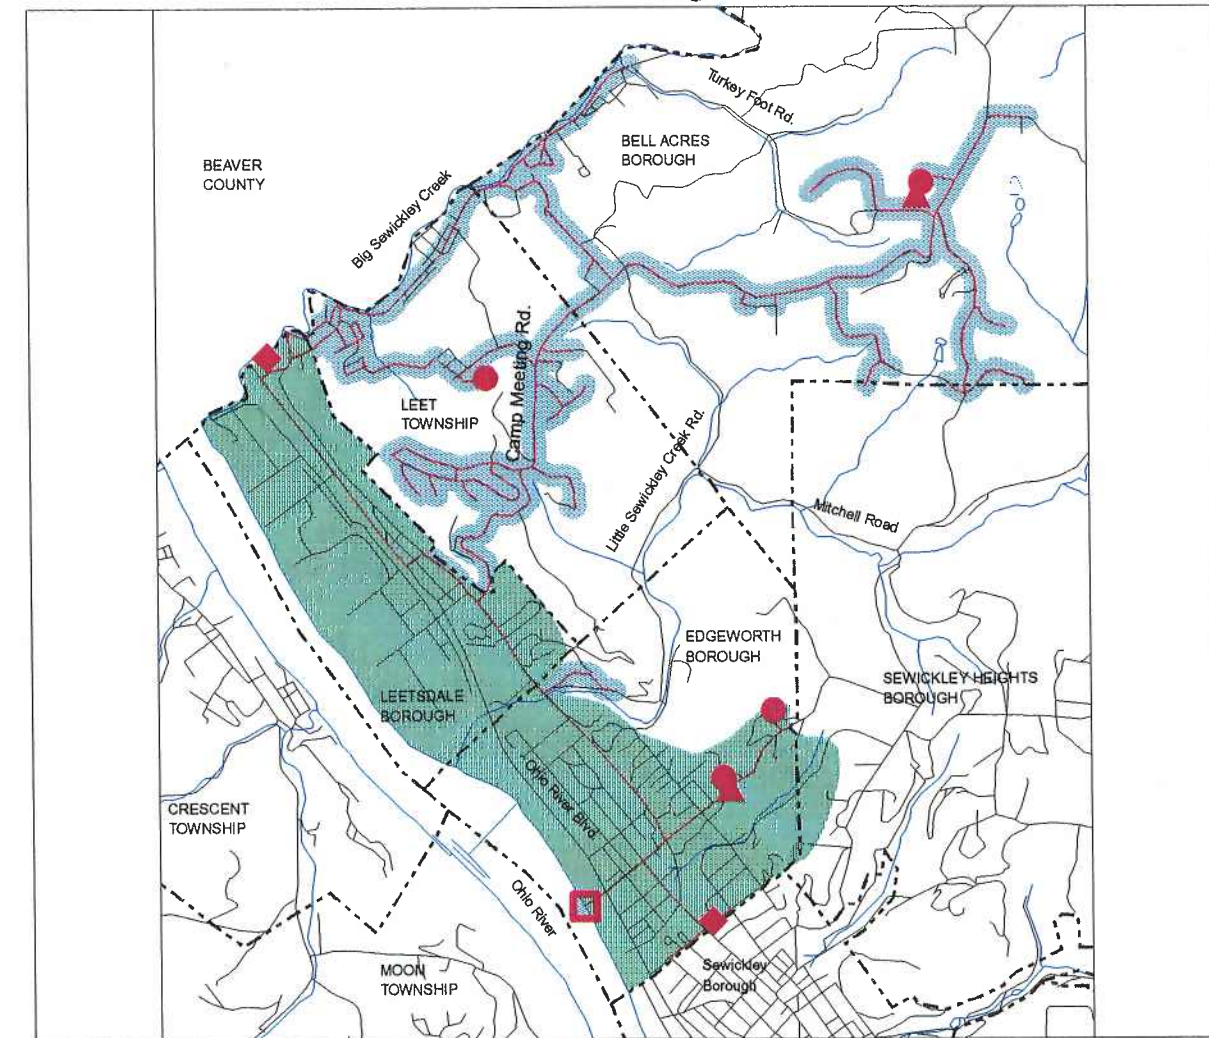 Turkey Foot Rd.
BELL ACRES
BOROUGH
BEAVER
COUNTY
Big Sewickley Creek
Camp Meeting Rd.
LEET
TOWNSHIP
Little Sewickley Creek Rd.
Mitchell Road
EDGEWORTH
BOROUGH
SEWICKLEY HEIGHTS
BOROUGH
LEETSDALE
BOROUGH
Ohio River Blvd
CRESCENT
TOWNSHIP
Ohio River
MOON
TOWNSHIP
Sewickley
Borough